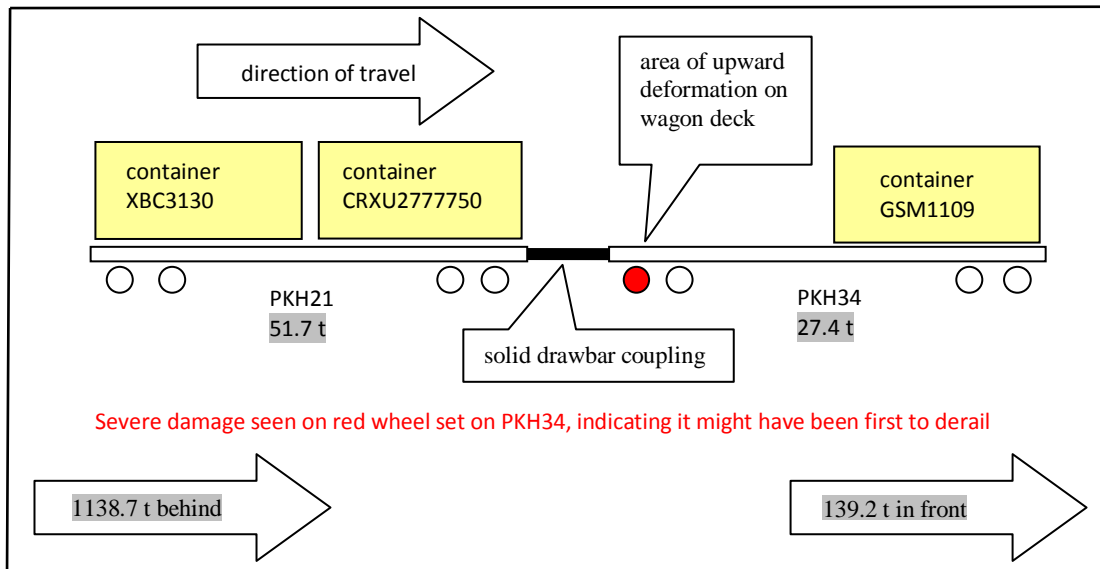 direction of travel
area of upward
deformation on
wagon deck
container
XBC3130
container
CRXU2777750
container
GSM1109
PKH21
51.7 t
PKH34
27.4 t
solid drawbar coupling
Severe damage seen on red wheel set on PKH34, indicating it might have been first to derail
1138.7 t behind
139.2 t in front